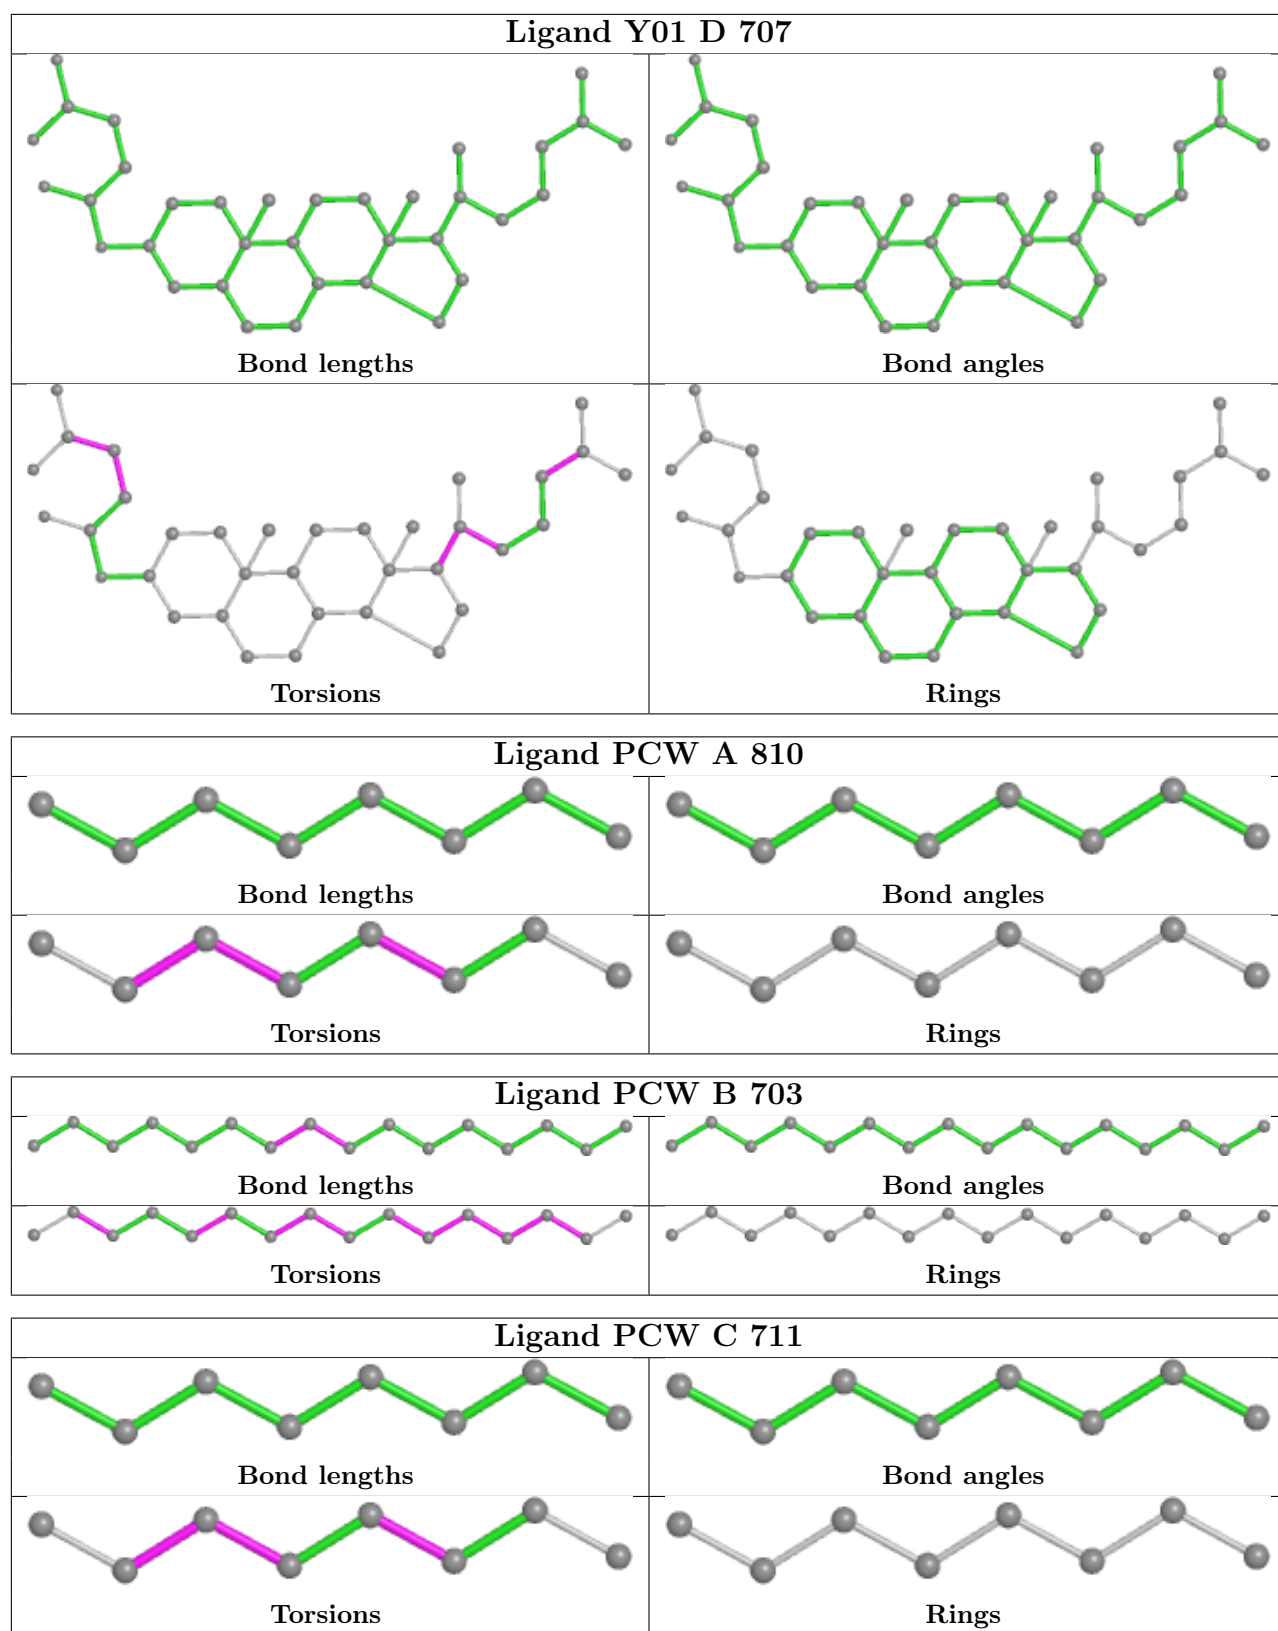 Ligand Y01 D 707
Bond lengths
Bond angles
Torsions
Rings
Ligand PCW A 810
Bond lengths
Bond angles
Torsions
Rings
Ligand PCW B 703
Bond lengths
Bond angles
Torsions
Rings
Ligand PCW C 711
Bond lengths
Bond angles
Torsions
Rings